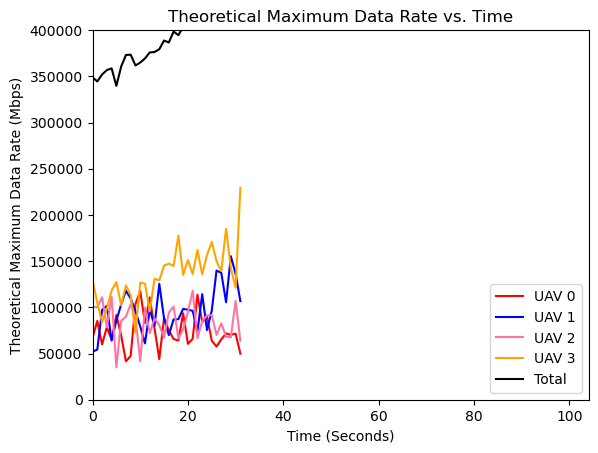 Theoretical Maximum Data Rate vs. Time
Theoretical Maximum Data Rate (Mbps)
400000
350000
300000
250000
200000
150000
100000
50000
0
0
20
40
60
80
100
Time (Seconds)
UAV 0
UAV 1
UAV 2
UAV 3
Total